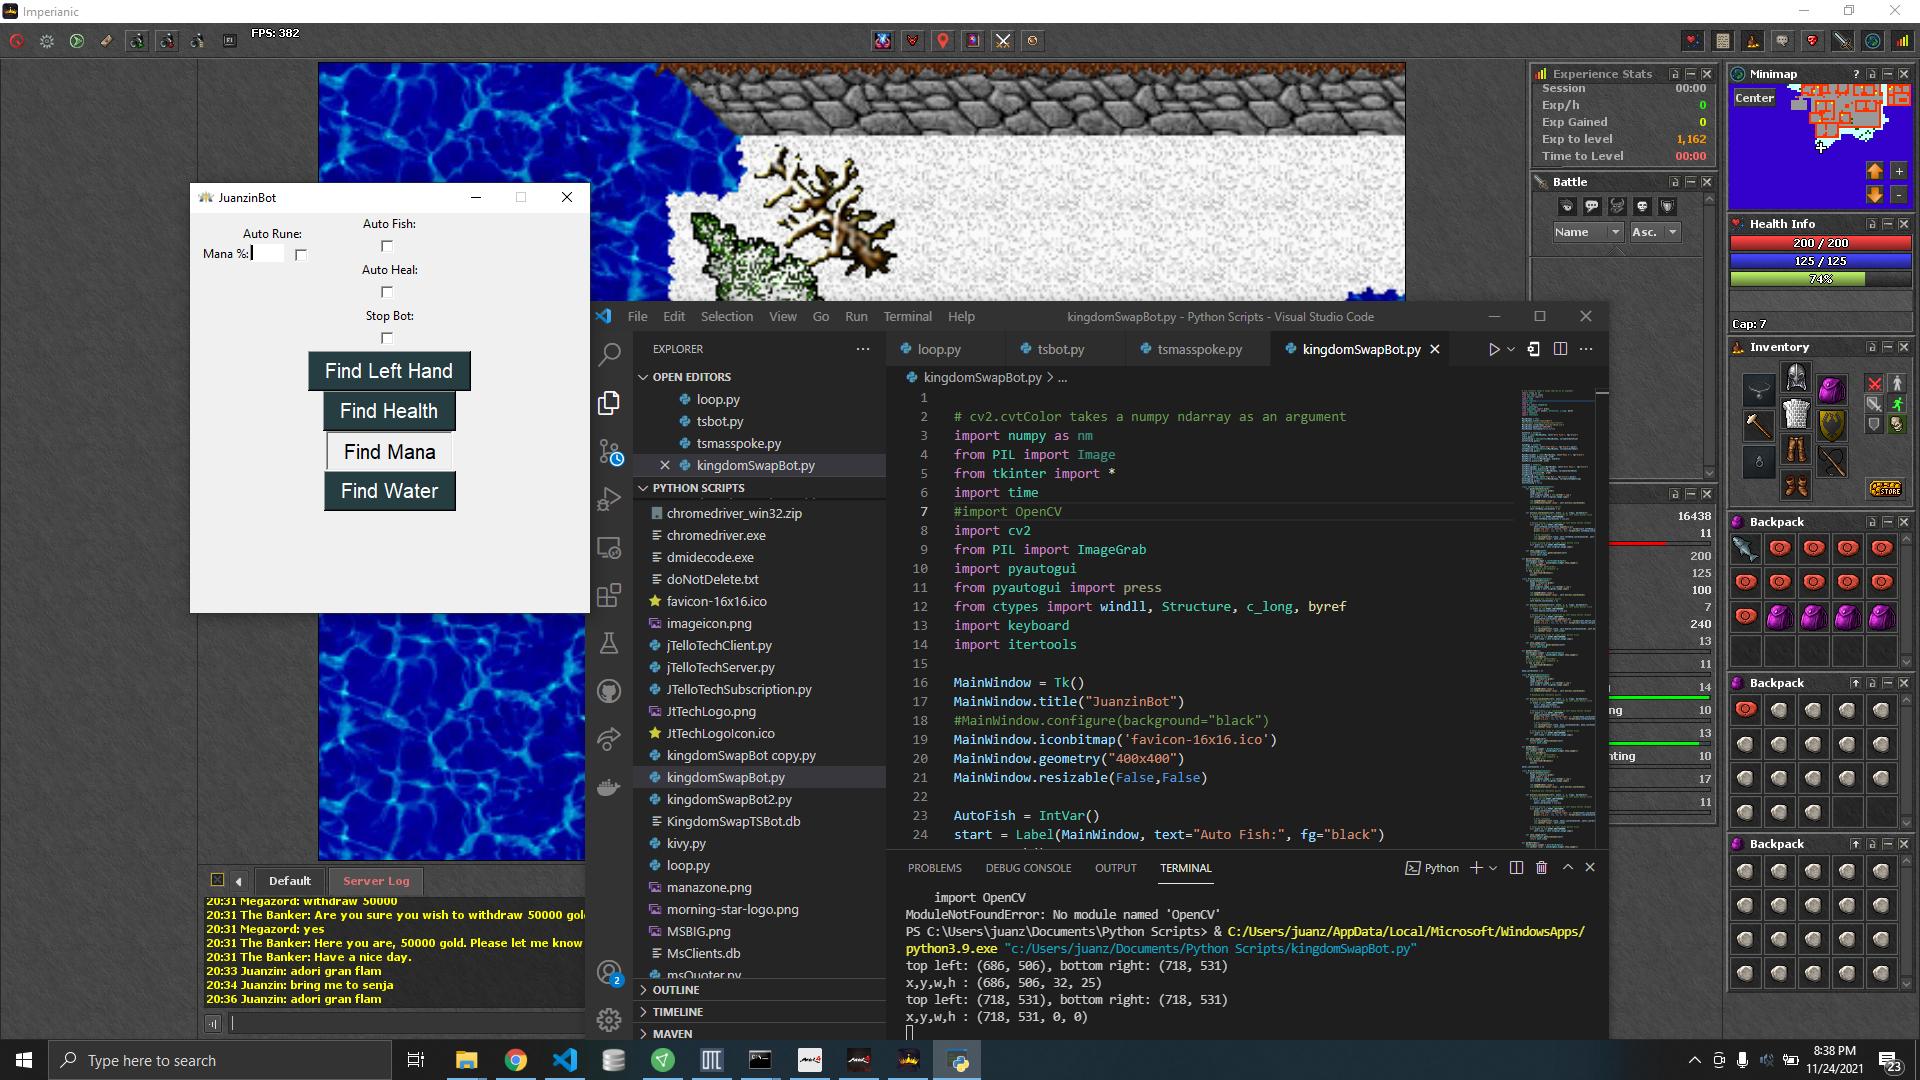 Imperianic
FPS: 382
JuanzinBot
Auto Rune:
Mana %:
Auto Fish:
Auto Heal:
Stop Bot:
Find Left Hand
Find Health
Find Mana
Find Water
File Edit Selection View Go Run Terminal Help
kingdomSwapBot.py - Python Scripts - Visual Studio Code
EXPLORER
OPEN EDITORS
loop.py
tsbot.py
tsmasspoke.py
kingdomSwapBot.py
PYTHON SCRIPTS
chromedriver_win32.zip
chromedriver.exe
dmidecode.exe
doNotDelete.txt
favicon-16x16.ico
imageicon.png
jTelloTechClient.py
jTelloTechServer.py
JTelloTechSubscription.py
JtTechLogo.png
JtTechLogoIcon.ico
kingdomSwapBot copy.py
kingdomSwapBot.py
kingdomSwapBot2.py
KingdomSwapTSBot.db
kivy.py
loop.py
manazone.png
morning-star-logo.png
MSBIG.png
MsClients.db
msQuoter.py
OUTLINE
TIMELINE
MAVEN
2
loop.py tsbot.py tsmasspoke.py kingdomSwapBot.py
kingdomSwapBot.py > ...
1
2 # cv2.cvtColor takes a numpy ndarray as an argument
3 import numpy as nm
4 from PIL import Image
5 from tkinter import *
6 import time
7 #import OpenCV
8 import cv2
9 from PIL import ImageGrab
10 import pyautogui
11 from pyautogui import press
12 from ctypes import windll, Structure, c_long, byref
13 import keyboard
14 import itertools
15
16 MainWindow = Tk()
17 MainWindow.title("JuanzinBot")
18 #MainWindow.configure(background="black")
19 MainWindow.iconbitmap('favicon-16x16.ico')
20 MainWindow.geometry("400x400")
21 MainWindow.resizable(False,False)
22
23 AutoFish = IntVar()
24 start = Label(MainWindow, text="Auto Fish:", fg="black")
PROBLEMS DEBUG CONSOLE OUTPUT TERMINAL
Python
import OpenCV
ModuleNotFoundError: No module named 'OpenCV'
PS C:\Users\juanz\Documents\Python Scripts> & C:/Users/juanz/AppData/Local/Microsoft/WindowsApps/
python3.9.exe "c:/Users/juanz/Documents/Python Scripts/kingdomSwapBot.py"
top left: (686, 506), bottom right: (718, 531)
x,y,w,h : (686, 506, 32, 25)
top left: (718, 531), bottom right: (718, 531)
x,y,w,h : (718, 531, 0, 0)
Default Server Log
20:31 Megazord: withdraw 50000
20:31 The Banker: Are you sure you wish to withdraw 50000 gol
20:31 Megazord: yes
20:31 The Banker: Here you are, 50000 gold. Please let me know
20:31 The Banker: Have a nice day.
20:33 Juanzin: adori gran flam
20:34 Juanzin: bring me to senja
20:36 Juanzin: adori gran flam
Experience Stats
Session 00:00
Exp/h 0
Exp Gained 0
Exp to level 1,162
Time to Level 00:00
Battle
Name Asc.
16438
11
200
125
100
7
240
13
11
14
ng 10
13
nting 10
17
11
Minimap ?
Center
+
-
Health Info
200 / 200
125 / 125
74%
Cap: 7
Inventory
STORE
Backpack
Backpack
Backpack
Type here to search
8:38 PM
11/24/2021
23